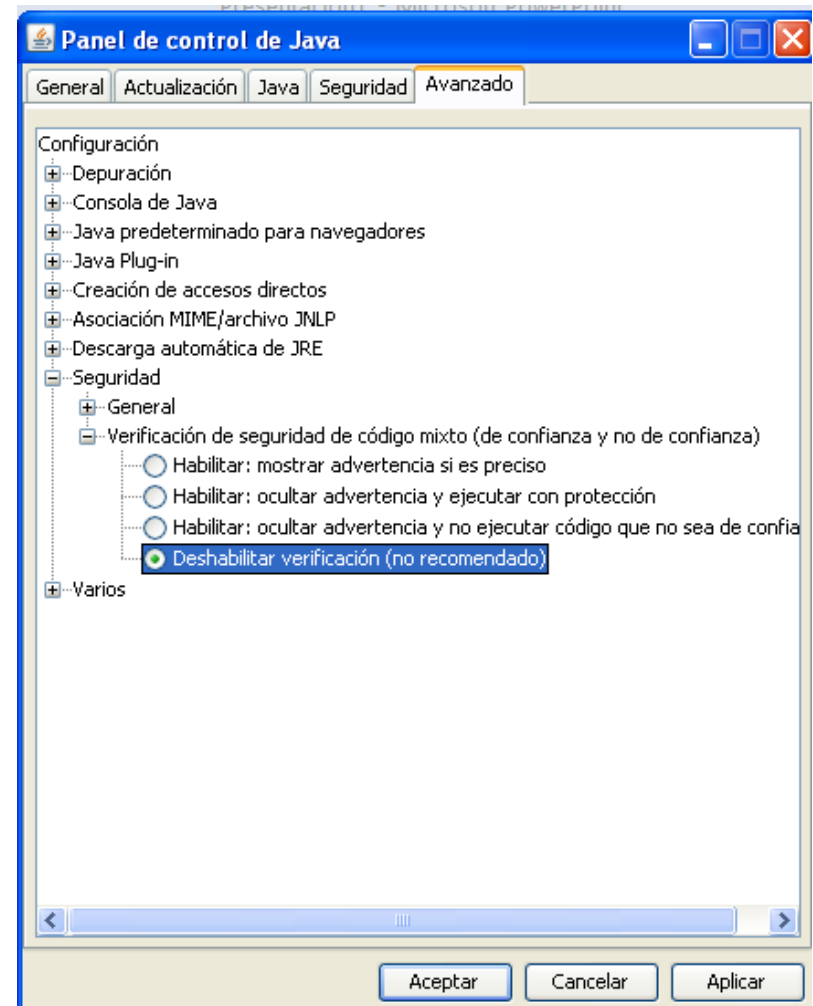 Presentación1 - Microsoft PowerPoint
Panel de control de Java
General Actualización Java Seguridad Avanzado
Configuración
Depuración
Consola de Java
Java predeterminado para navegadores
Java Plug-in
Creación de accesos directos
Asociación MIME/archivo JNLP
Descarga automática de JRE
Seguridad
General
Verificación de seguridad de código mixto (de confianza y no de confianza)
Habilitar: mostrar advertencia si es preciso
Habilitar: ocultar advertencia y ejecutar con protección
Habilitar: ocultar advertencia y no ejecutar código que no sea de confia
Deshabilitar verificación (no recomendado)
Varios
Aceptar Cancelar Aplicar